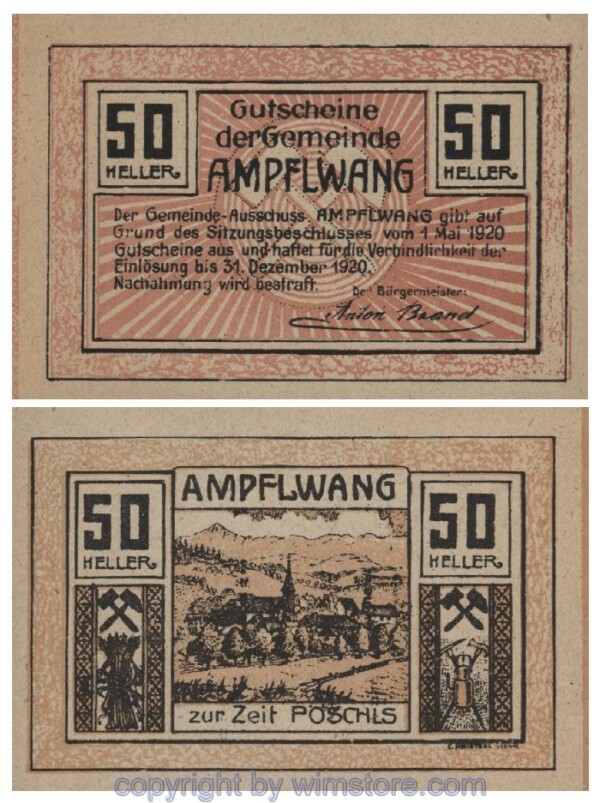 50
HELLER
Gutscheine
der Gemeinde
AMPFLWANG
50
HELLER
Der Gemeinde-Ausschuss AMPFLWANG gibt auf
Grund des Sitzungsbeschlusses vom 1 Mai 1920
Gutscheine aus und haftet für die Verbindlichkeit der
Einlösung bis 31. Dezember 1920.
Nachahmung wird bestraft.
Der Bürgermeister:
Anton Brand
AMPFLWANG
50
HELLER
50
HELLER
zur Zeit PÖSCHLS
copyright by wimstore.com